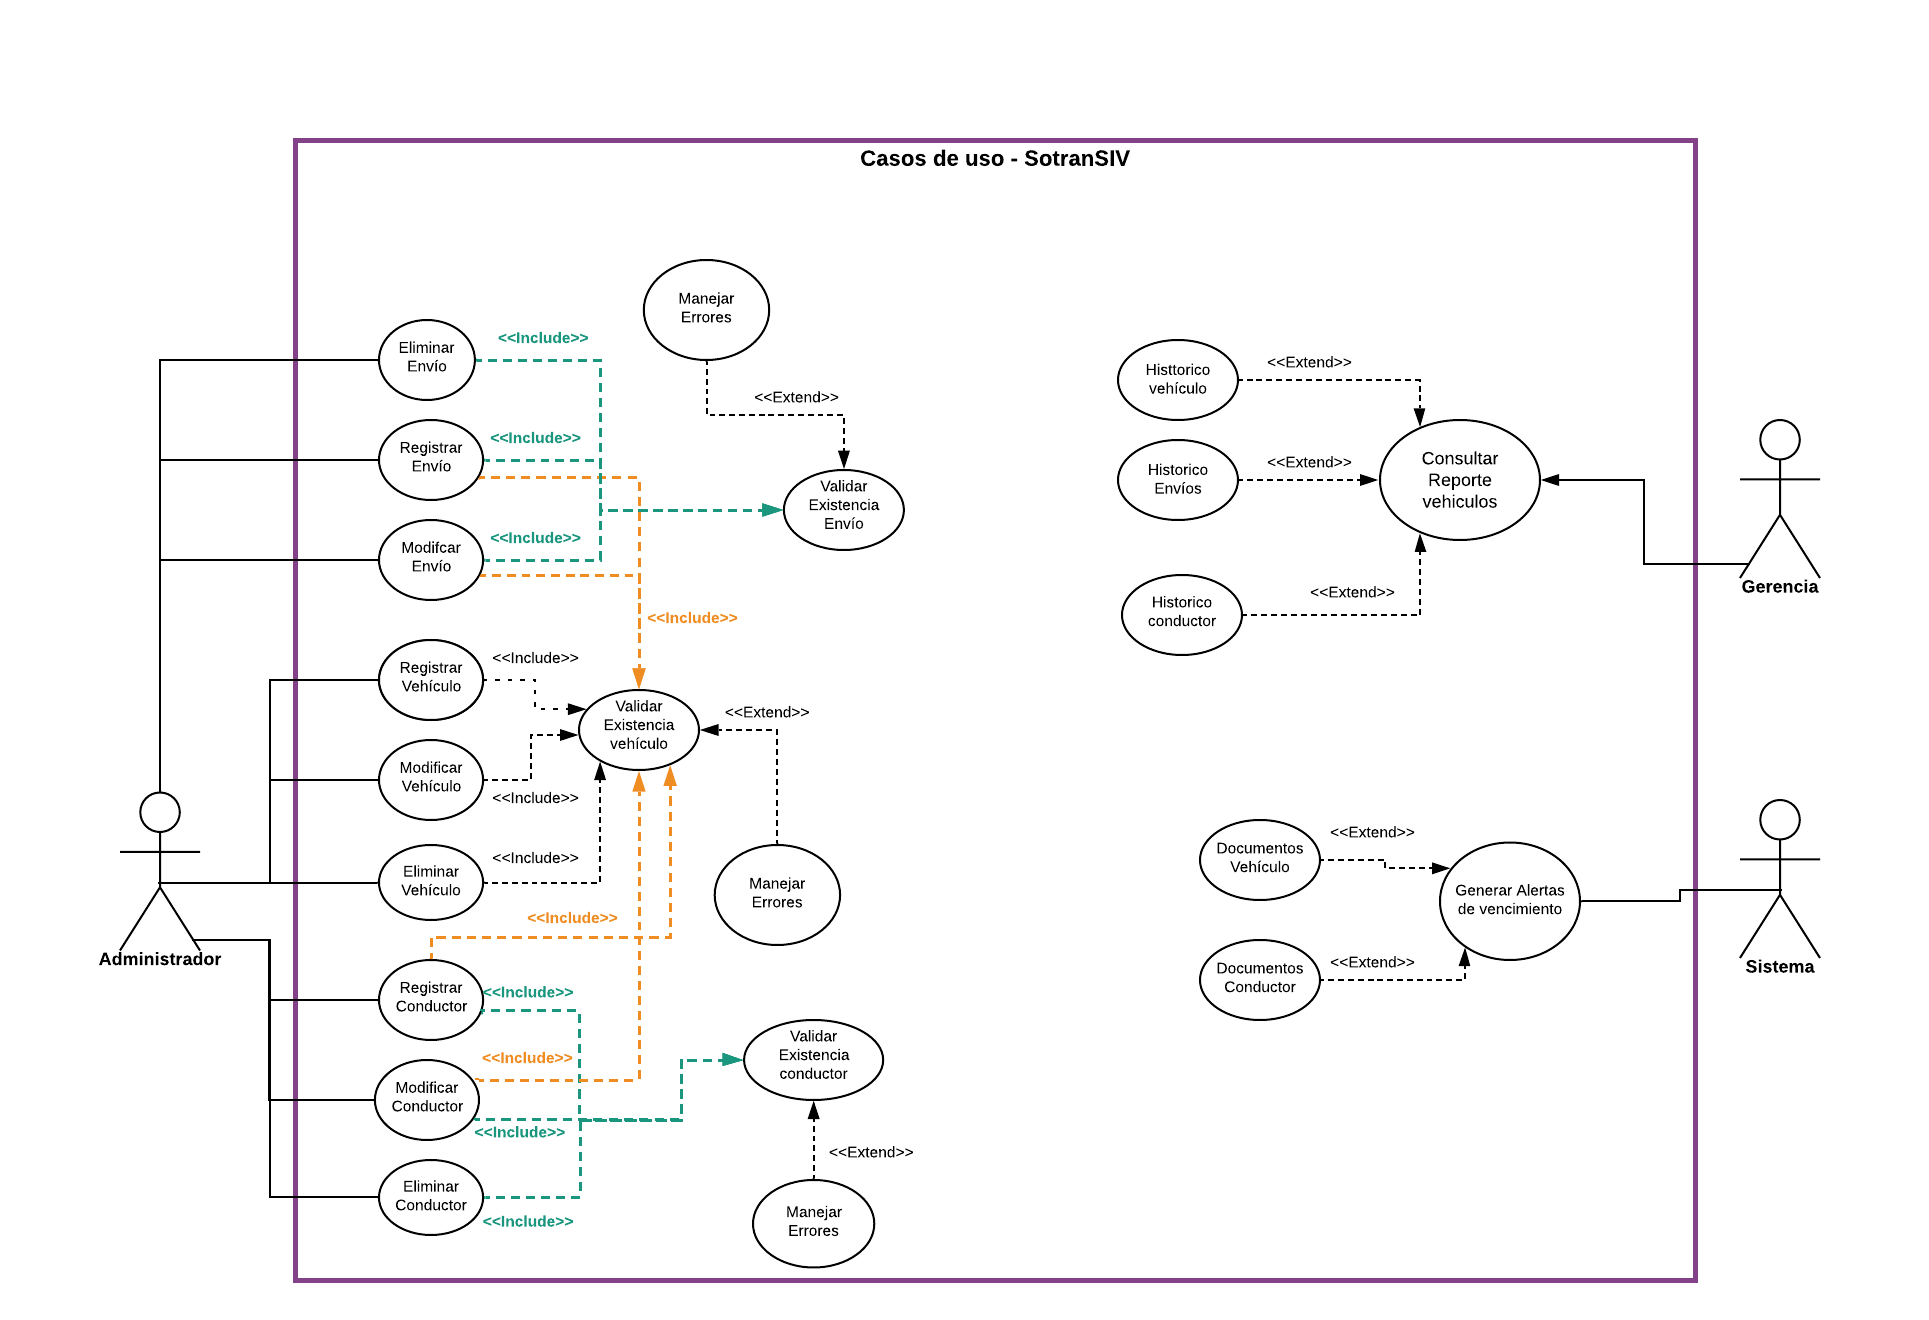 Casos de uso - SotranSIV
Manejar
Errores
<<Extend>>
Eliminar
Envío
<<Include>>
Registrar
Envío
<<Include>>
Modifcar
Envío
<<Include>>
<<Include>>
Validar
Existencia
Envío
Registrar
Vehículo
<<Include>>
Modificar
Vehículo
<<Include>>
Eliminar
Vehículo
<<Include>>
Validar
Existencia
vehículo
<<Extend>>
Manejar
Errores
Administrador
<<Include>>
Registrar
Conductor
<<Include>>
<<Include>>
Modificar
Conductor
<<Include>>
Eliminar
Conductor
<<Include>>
Validar
Existencia
conductor
<<Extend>>
Manejar
Errores
Histtorico
vehículo
<<Extend>>
Historico
Envíos
<<Extend>>
Historico
conductor
<<Extend>>
Consultar
Reporte
vehiculos
Gerencia
Documentos
Vehículo
<<Extend>>
Documentos
Conductor
<<Extend>>
Generar Alertas
de vencimiento
Sistema